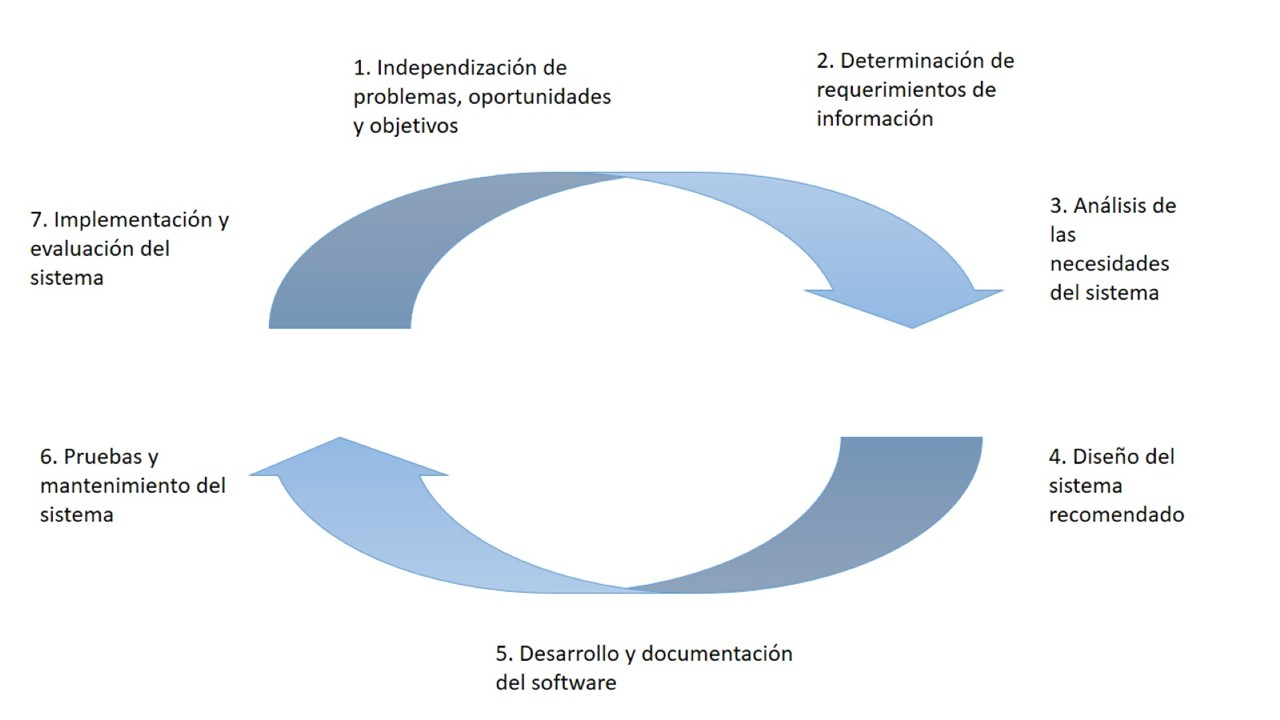 1. Independización de
problemas, oportunidades
y objetivos
2. Determinación de
requerimientos de
información
3. Análisis de
las
necesidades
del sistema
4. Diseño del
sistema
recomendado
5. Desarrollo y documentación
del software
6. Pruebas y
mantenimiento del
sistema
7. Implementación y
evaluación del
sistema